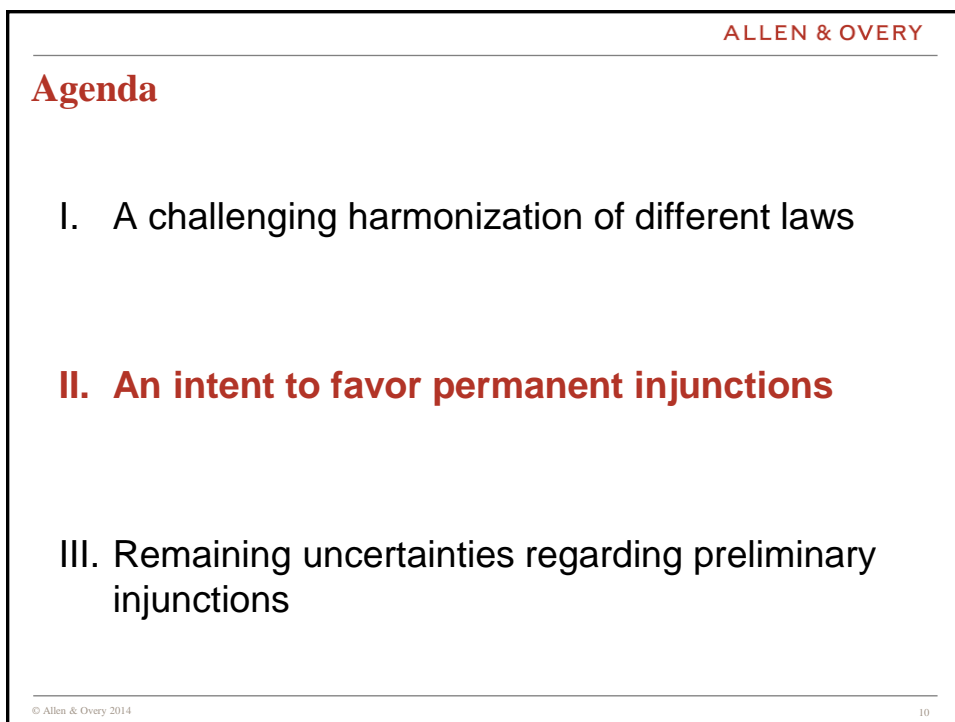 ALLEN & OVERY
Agenda
I. A challenging harmonization of different laws
II. An intent to favor permanent injunctions
III. Remaining uncertainties regarding preliminary
injunctions
© Allen & Overy 2014
10